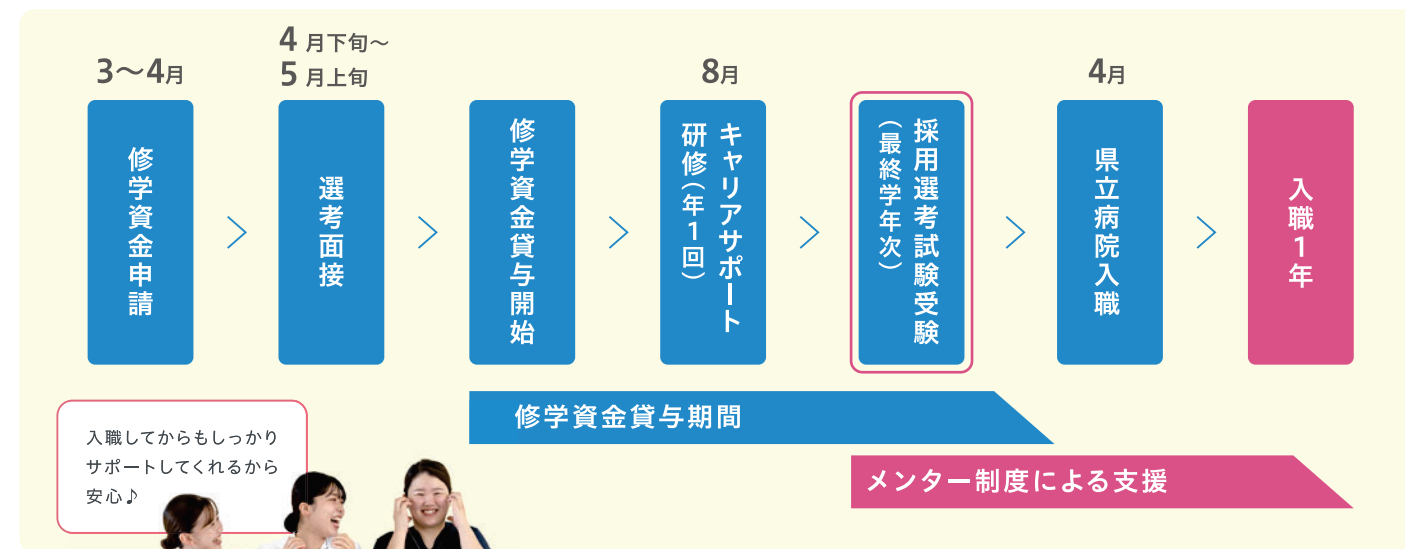 3〜4月
修学資金申請
4月下旬〜
5月上旬
選考面接
修学資金貸与開始
8月
キャリアサポート
研修(年1回)
採用選考試験受験
(最終学年次)
4月
県立病院入職
入職1年
修学資金貸与期間
メンター制度による支援
入職してからもしっかり
サポートしてくれるから
安心♪